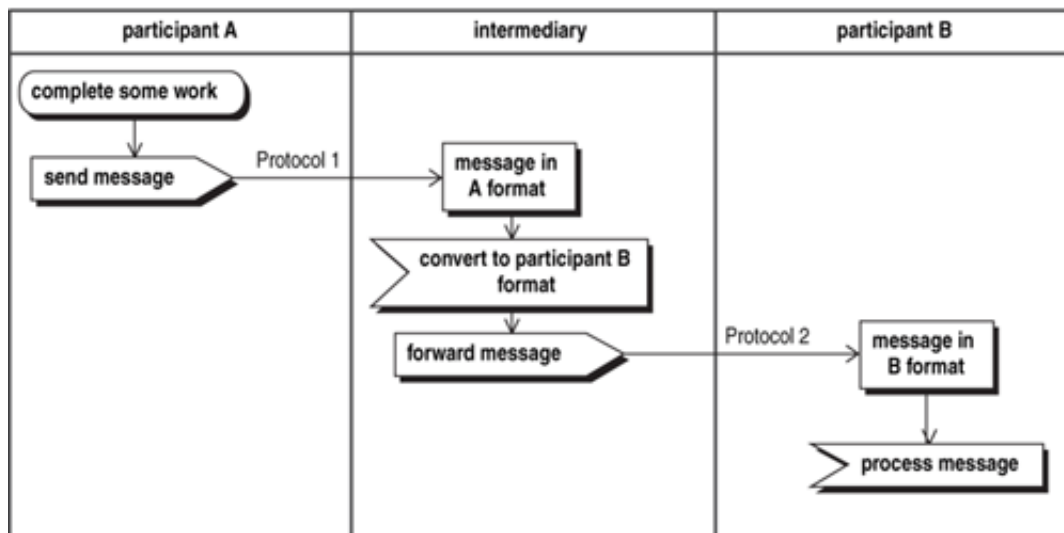 participant A
intermediary
participant B
complete some work
send message
Protocol 1
message in
A format
convert to participant B
format
forward message
Protocol 2
message in
B format
process message